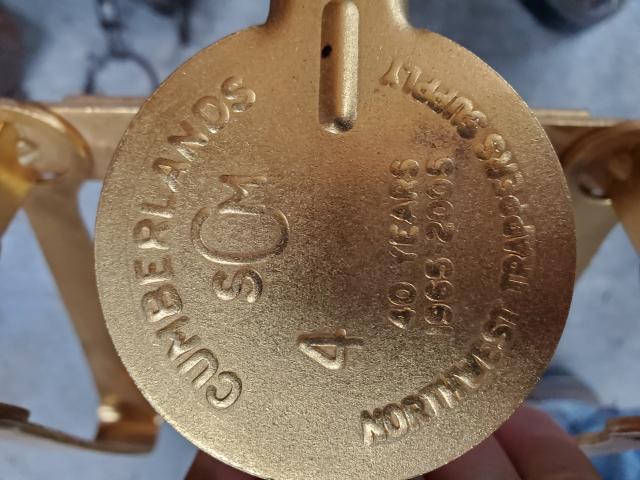 CUMBERLANDS
SCM
4
40 YEARS
1965 2005
NORTHWEST TRAPPERS SUPPLY